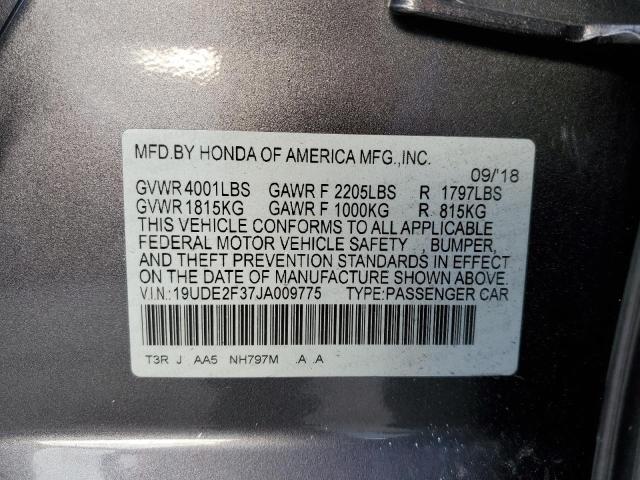 MFD.BY HONDA OF AMERICA MFG.,INC.
09/'18
GVWR 4001LBS GAWR F 2205LBS R 1797LBS
GVWR 1815KG GAWR F 1000KG R 815KG
THIS VEHICLE CONFORMS TO ALL APPLICABLE
FEDERAL MOTOR VEHICLE SAFETY , BUMPER,
AND THEFT PREVENTION STANDARDS IN EFFECT
ON THE DATE OF MANUFACTURE SHOWN ABOVE.
V.I.N.: 19UDE2F37JA009775 TYPE:PASSENGER CAR
T3R J AA5 NH797M .A .A